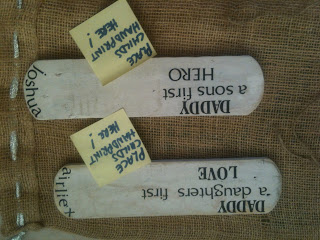 DADDY
a daughters first
LOVE
PLACE
CHILDS
HANDPRINT
HERE !
DADDY
a sons first
HERO
Joshua
PLACE
CHILDS
HANDPRINT
HERE !